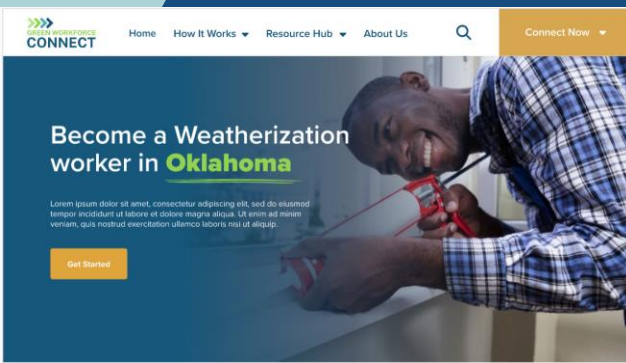 GREEN WORKFORCE
CONNECT
Home How It Works Resource Hub About Us
Connect Now
Become a Weatherization
worker in Oklahoma
Lorem ipsum dolor sit amet, consectetur adipiscing elit, sed do eiusmod
tempor incididunt ut labore et dolore magna aliqua. Ut enim ad minim
veniam, quis nostrud exercitation ullamco laboris nisi ut aliquip.
Get Started